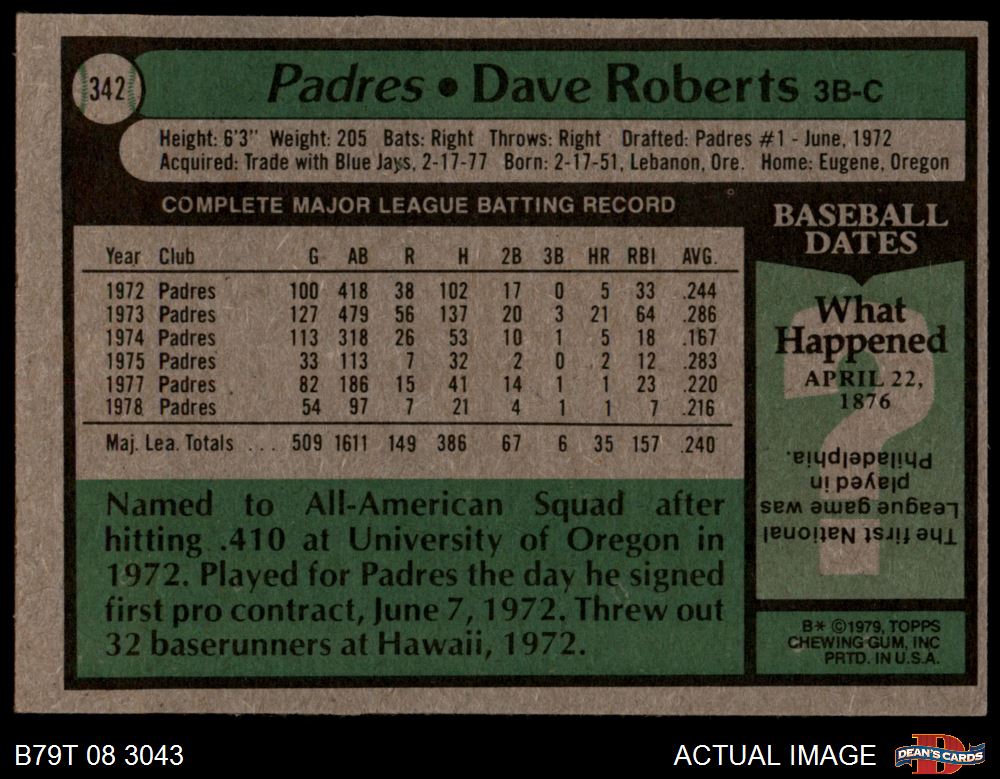 342
Padres • Dave Roberts 3B-C
Height: 6'3" Weight: 205 Bats: Right Throws: Right Drafted: Padres #1 - June, 1972
Acquired: Trade with Blue Jays, 2-17-77 Born: 2-17-51, Lebanon, Ore. Home: Eugene, Oregon
COMPLETE MAJOR LEAGUE BATTING RECORD
Year Club G AB R H 2B 3B HR RBI AVG.
1972 Padres 100 418 38 102 17 0 5 33 .244
1973 Padres 127 479 56 137 20 3 21 64 .286
1974 Padres 113 318 26 53 10 1 5 18 .167
1975 Padres 33 113 7 32 2 0 2 12 .283
1977 Padres 82 186 15 41 14 1 1 23 .220
1978 Padres 54 97 7 21 4 1 1 7 .216
Maj. Lea. Totals ... 509 1611 149 386 67 6 35 157 .240
Named to All-American Squad after
hitting .410 at University of Oregon in
1972. Played for Padres the day he signed
first pro contract, June 7, 1972. Threw out
32 baserunners at Hawaii, 1972.
BASEBALL
DATES
What
Happened
APRIL 22,
1876
?
The first National
League game was
played in
Philadelphia.
B* ©1979, TOPPS
CHEWING GUM, INC
PRTD. IN U.S.A.
B79T 08 3043
ACTUAL IMAGE
DEAN'S CARDS